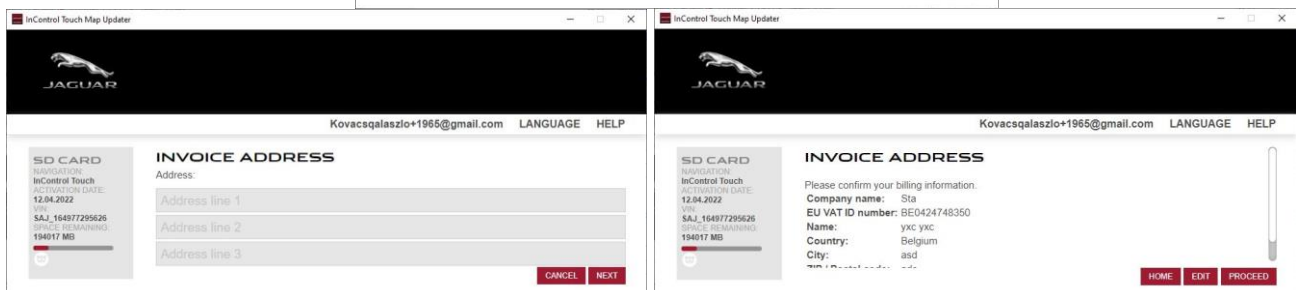 InControl Touch Map Updater
JAGUAR
Kovacsqalaszlo+1965@gmail.com LANGUAGE HELP
SD CARD
NAVIGATION:
InControl Touch
ACTIVATION DATE:
12.04.2022
VIN:
SAJ_164977295626
SPACE REMAINING:
194017 MB
INVOICE ADDRESS
Address:
Address line 1
Address line 2
Address line 3
CANCEL NEXT
InControl Touch Map Updater
JAGUAR
Kovacsqalaszlo+1965@gmail.com LANGUAGE HELP
SD CARD
NAVIGATION:
InControl Touch
ACTIVATION DATE:
12.04.2022
VIN:
SAJ_164977295626
SPACE REMAINING:
194017 MB
INVOICE ADDRESS
Please confirm your billing information.
Company name: Sta
EU VAT ID number: BE0424748350
Name: yxc yxc
Country: Belgium
City: asd
HOME EDIT PROCEED